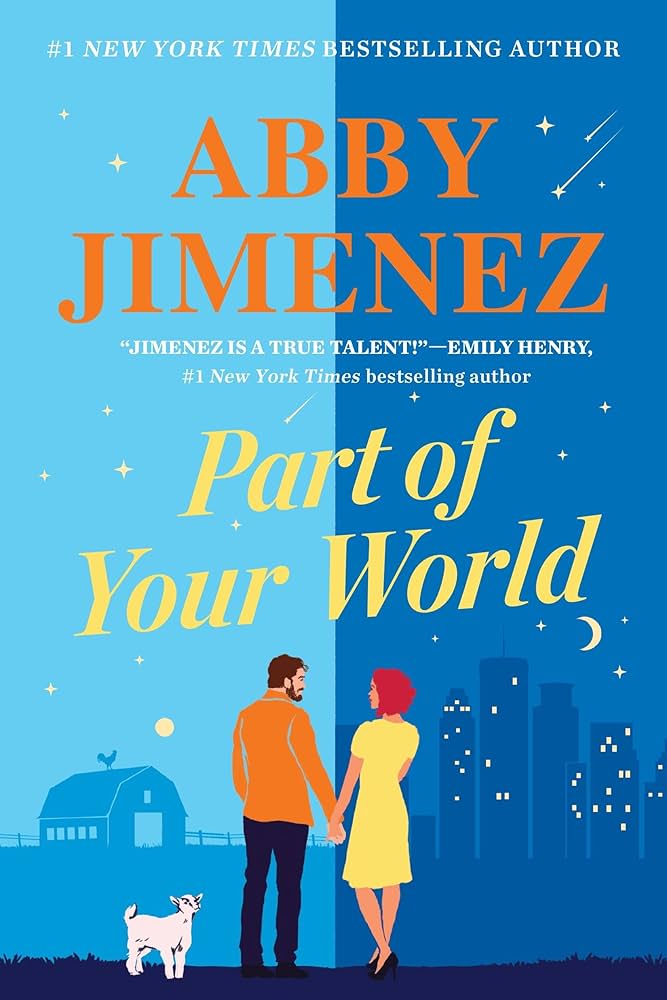 #1 NEW YORK TIMES BESTSELLING AUTHOR
ABBY
JIMENEZ
“JIMENEZ IS A TRUE TALENT!”—EMILY HENRY,
#1 New York Times bestselling author
Part of
Your World